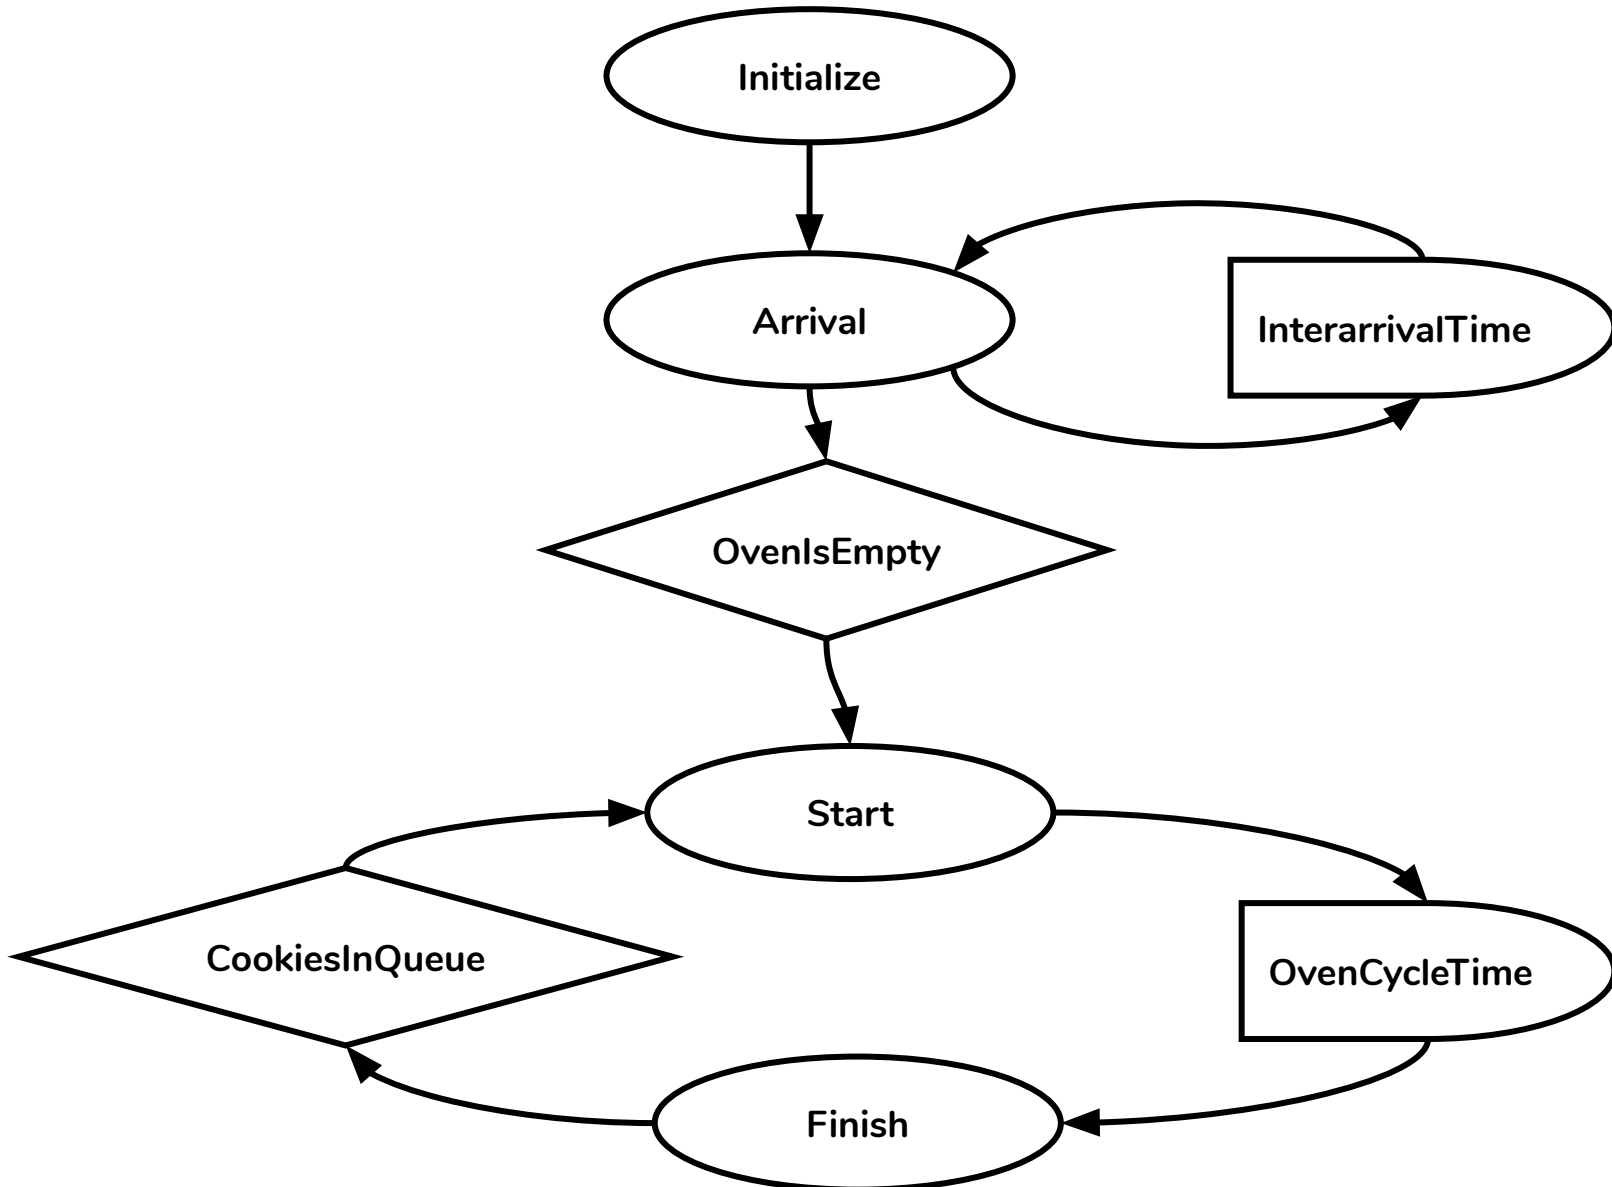 Initialize
Arrival
InterarrivalTime
OvenIsEmpty
Start
CookiesInQueue
OvenCycleTime
Finish